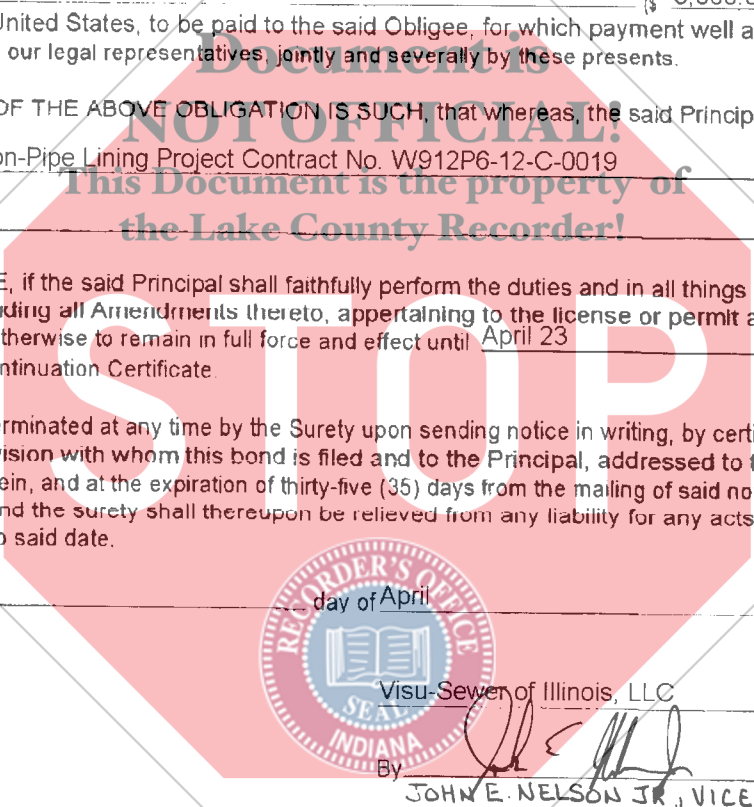 United States, to be paid to the said Obligee, for which payment well a
our legal representatives, jointly and severally by these presents.
Document is
OF THE ABOVE OBLIGATION IS SUCH, that whereas, the said Princip
NOT OFFICIAL!
on-Pipe Lining Project Contract No. W912P6-12-C-0019
This Document is the property of
the Lake County Recorder!
E, if the said Principal shall faithfully perform the duties and in all things
ding all Amendments thereto, appertaining to the license or permit a
therwise to remain in full force and effect until April 23
ntinuation Certificate.
STOP
erminated at any time by the Surety upon sending notice in writing, by certi
ision with whom this bond is filed and to the Principal, addressed to t
ein, and at the expiration of thirty-five (35) days from the mailing of said no
nd the surety shall thereupon be relieved from any liability for any acts
o said date.
RECORDER'S OFFICE
day of April
Visu-Sewer of Illinois, LLC
SEAL
INDIANA
By
JOHN E. NELSON JR., VICE